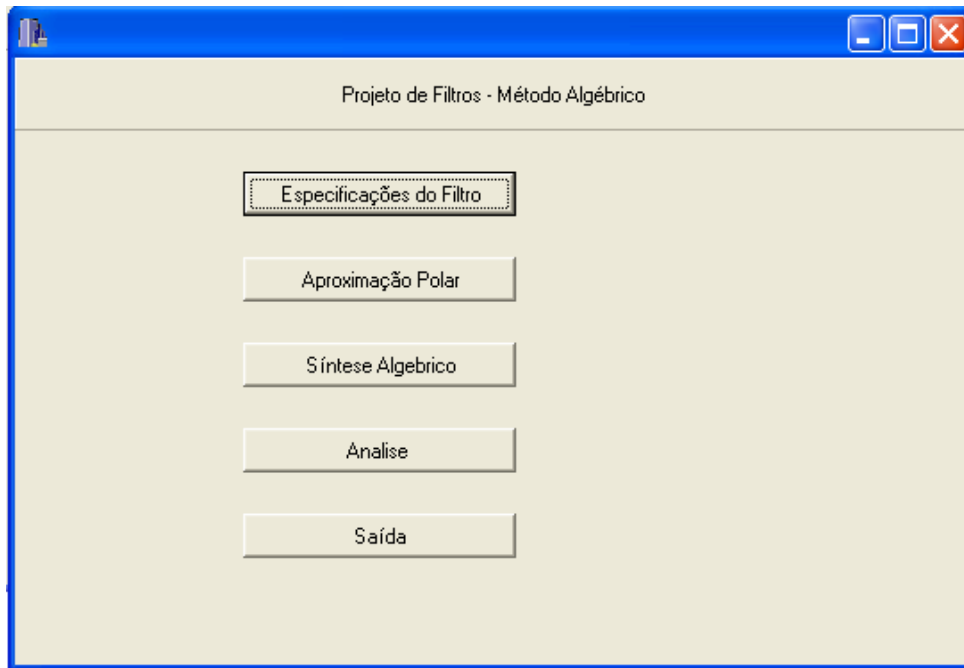 Projeto de Filtros - Método Algébrico
Especificações do Filtro
Aproximação Polar
Síntese Algebrico
Analise
Saída